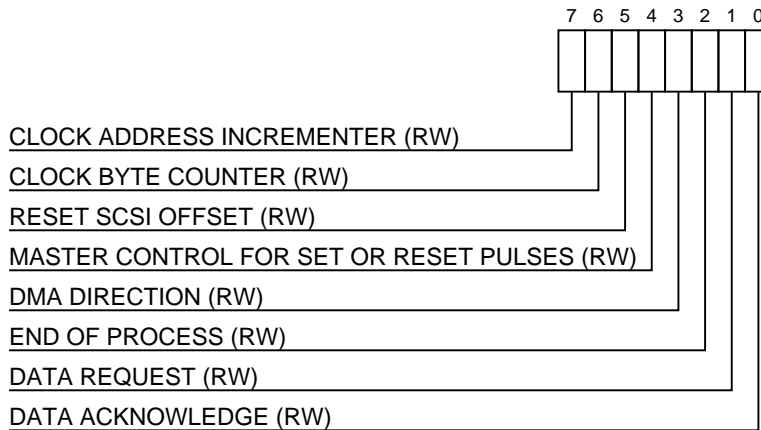 7 6 5 4 3 2 1 0
CLOCK ADDRESS INCREMENTER (RW)
CLOCK BYTE COUNTER (RW)
RESET SCSI OFFSET (RW)
MASTER CONTROL FOR SET OR RESET PULSES (RW)
DMA DIRECTION (RW)
END OF PROCESS (RW)
DATA REQUEST (RW)
DATA ACKNOWLEDGE (RW)